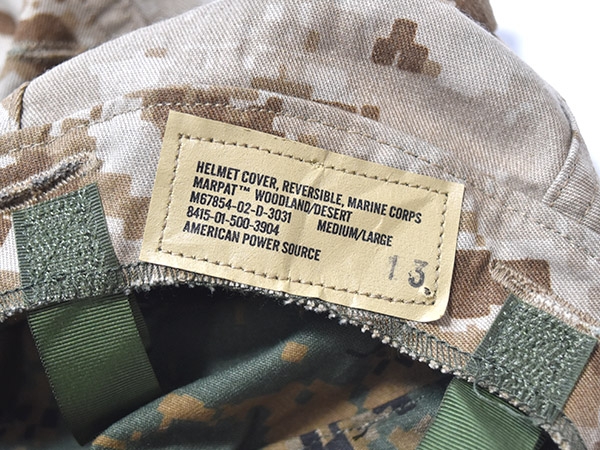 HELMET COVER, REVERSIBLE, MARINE CORPS
MARPAT™ WOODLAND/DESERT
M67854-02-D-3031 MEDIUM/LARGE
8415-01-500-3904
AMERICAN POWER SOURCE
13